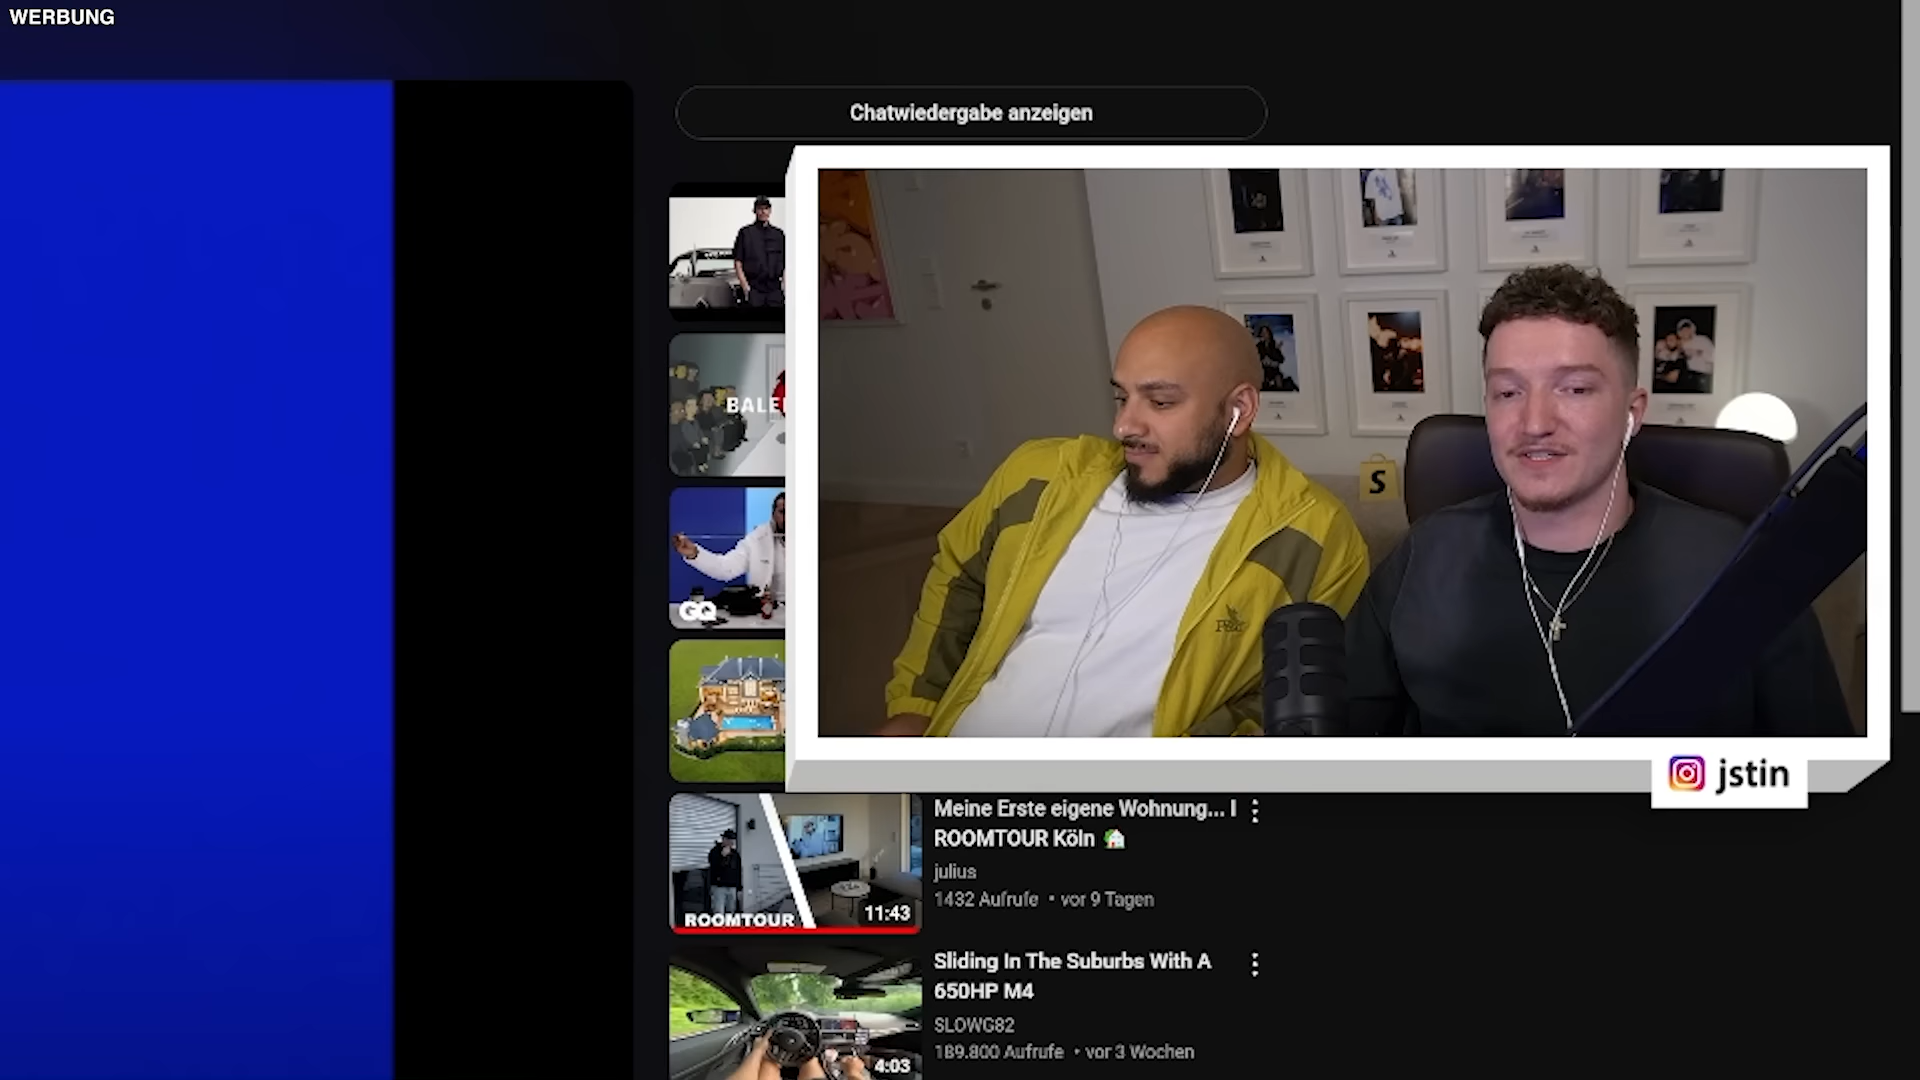 WERBUNG
Chatwiedergabe anzeigen
BALE
GQ
S
jstin
Meine Erste eigene Wohnung... I
ROOMTOUR Köln
julius
1432 Aufrufe • vor 9 Tagen
ROOMTOUR
11:43
Sliding In The Suburbs With A
650HP M4
SLOWG82
189.800 Aufrufe • vor 3 Wochen
4:03